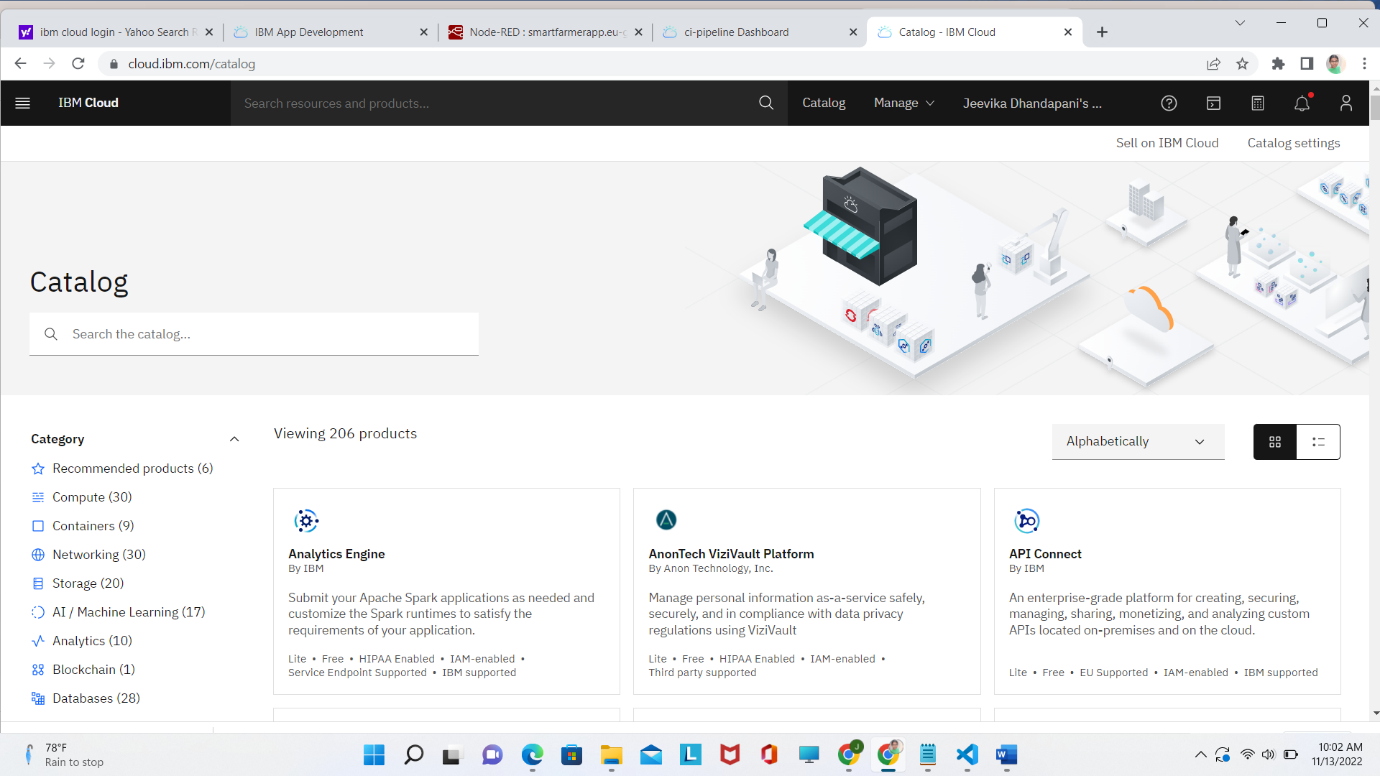 ibm cloud login - Yahoo Search R
IBM App Development
Node-RED : smartfarmerapp.eu-g
ci-pipeline Dashboard
Catalog - IBM Cloud
cloud.ibm.com/catalog
IBM Cloud
Search resources and products...
Catalog
Manage
Jeevika Dhandapani's ...
Sell on IBM Cloud
Catalog settings
Catalog
Search the catalog...
Category
Recommended products (6)
Compute (30)
Containers (9)
Networking (30)
Storage (20)
AI / Machine Learning (17)
Analytics (10)
Blockchain (1)
Databases (28)
Viewing 206 products
Alphabetically
Analytics Engine
By IBM
Submit your Apache Spark applications as needed and
customize the Spark runtimes to satisfy the
requirements of your application.
Lite • Free • HIPAA Enabled • IAM-enabled •
Service Endpoint Supported • IBM supported
AnonTech ViziVault Platform
By Anon Technology, Inc.
Manage personal information as-a-service safely,
securely, and in compliance with data privacy
regulations using ViziVault
Lite • Free • HIPAA Enabled • IAM-enabled •
Third party supported
API Connect
By IBM
An enterprise-grade platform for creating, securing,
managing, sharing, monetizing, and analyzing custom
APIs located on-premises and on the cloud.
Lite • Free • EU Supported • IAM-enabled • IBM supported
78°F
Rain to stop
10:02 AM
11/13/2022